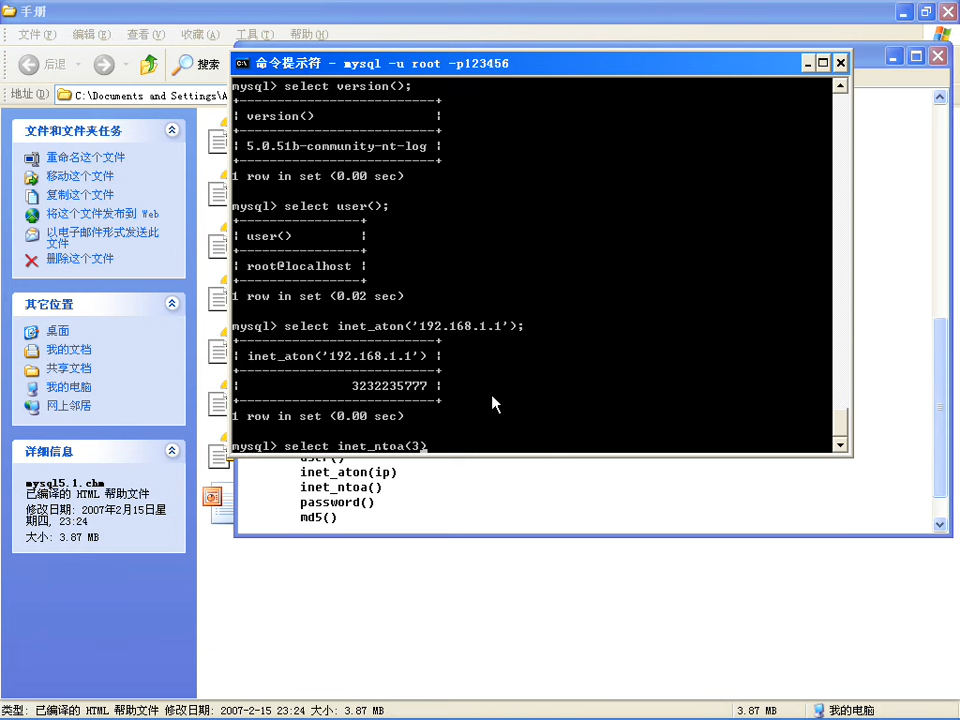 手册
文件(F) 编辑(E) 查看(V) 收藏(A) 工具(T) 帮助(H)
后退 搜索
地址(D) C:\Documents and Settings\A
命令提示符 - mysql -u root -p123456
mysql> select version();
+-------------------------+
| version() |
+-------------------------+
| 5.0.51b-community-nt-log |
+-------------------------+
1 row in set (0.00 sec)
mysql> select user();
+----------------+
| user() |
+----------------+
| root@localhost |
+----------------+
1 row in set (0.02 sec)
mysql> select inet_aton('192.168.1.1');
+--------------------------+
| inet_aton('192.168.1.1') |
+--------------------------+
| 3232235777 |
+--------------------------+
1 row in set (0.00 sec)
mysql> select inet_ntoa(3)
user()
inet_aton(ip)
inet_ntoa()
password()
md5()
文件和文件夹任务
重命名这个文件
移动这个文件
复制这个文件
将这个文件发布到 Web
以电子邮件形式发送此
文件
删除这个文件
其它位置
桌面
我的文档
共享文档
我的电脑
网上邻居
详细信息
mysql5.1.chm
已编译的 HTML 帮助文件
修改日期: 2007年2月15日星
期四, 23:24
大小: 3.87 MB
类型: 已编译的 HTML 帮助文件 修改日期: 2007-2-15 23:24 大小: 3.87 MB
3.87 MB
我的电脑